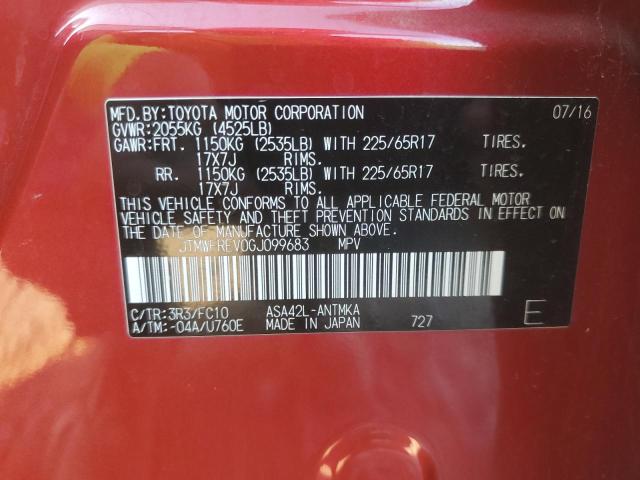 MFD.BY:TOYOTA MOTOR CORPORATION 07/16
GVWR:2055KG (4525LB)
GAWR:FRT. 1150KG (2535LB) WITH 225/65R17 TIRES.
17X7J RIMS.
RR. 1150KG (2535LB) WITH 225/65R17 TIRES.
17X7J RIMS.
THIS VEHICLE CONFORMS TO ALL APPLICABLE FEDERAL MOTOR
VEHICLE SAFETY AND THEFT PREVENTION STANDARDS IN EFFECT ON
THE DATE OF MANUFACTURE SHOWN ABOVE.
JTMWFREV0GJ099683 MPV
C/TR:3R3/FC10 ASA42L-ANTMKA
A/TM:-04A/U760E MADE IN JAPAN 727 E